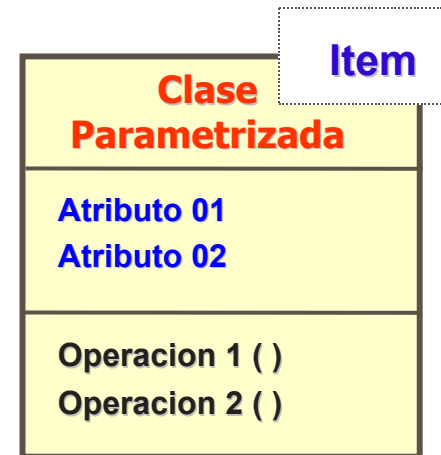 Item
Clase
Parametrizada
Atributo 01
Atributo 02
Operacion 1 ( )
Operacion 2 ( )